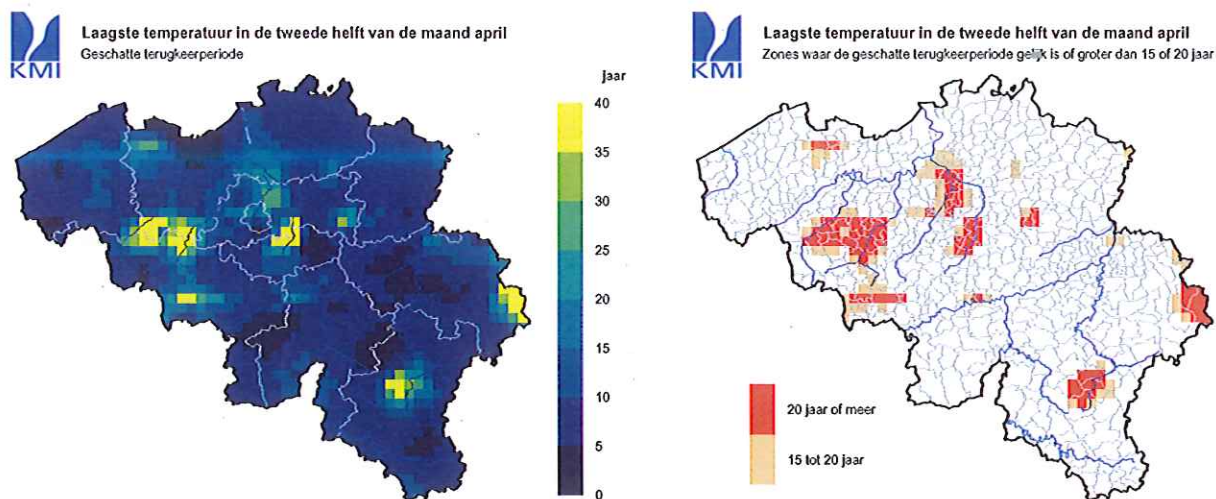 KMI
Laagste temperatuur in de tweede helft van de maand april
Geschatte terugkeerperiode
jaar
40
35
30
25
20
15
10
5
0
KMI
Laagste temperatuur in de tweede helft van de maand april
Zones waar de geschatte terugkeerperiode gelijk is of groter dan 15 of 20 jaar
20 jaar of meer
15 tot 20 jaar